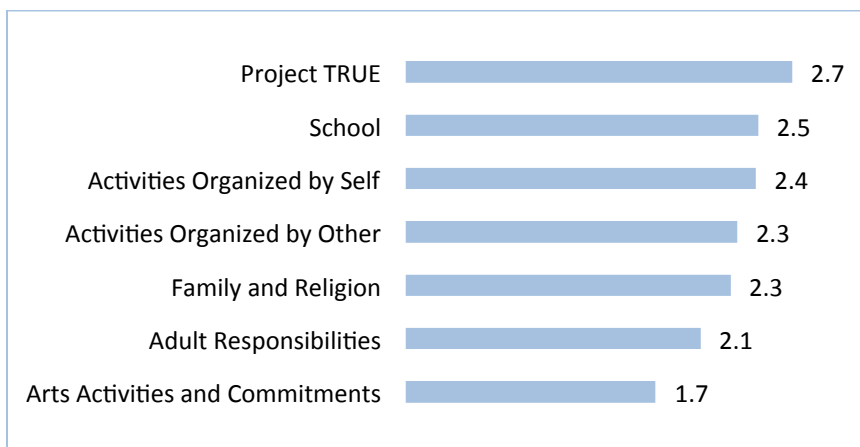 Project TRUE 2.7
School 2.5
Activities Organized by Self 2.4
Activities Organized by Other 2.3
Family and Religion 2.3
Adult Responsibilities 2.1
Arts Activities and Commitments 1.7